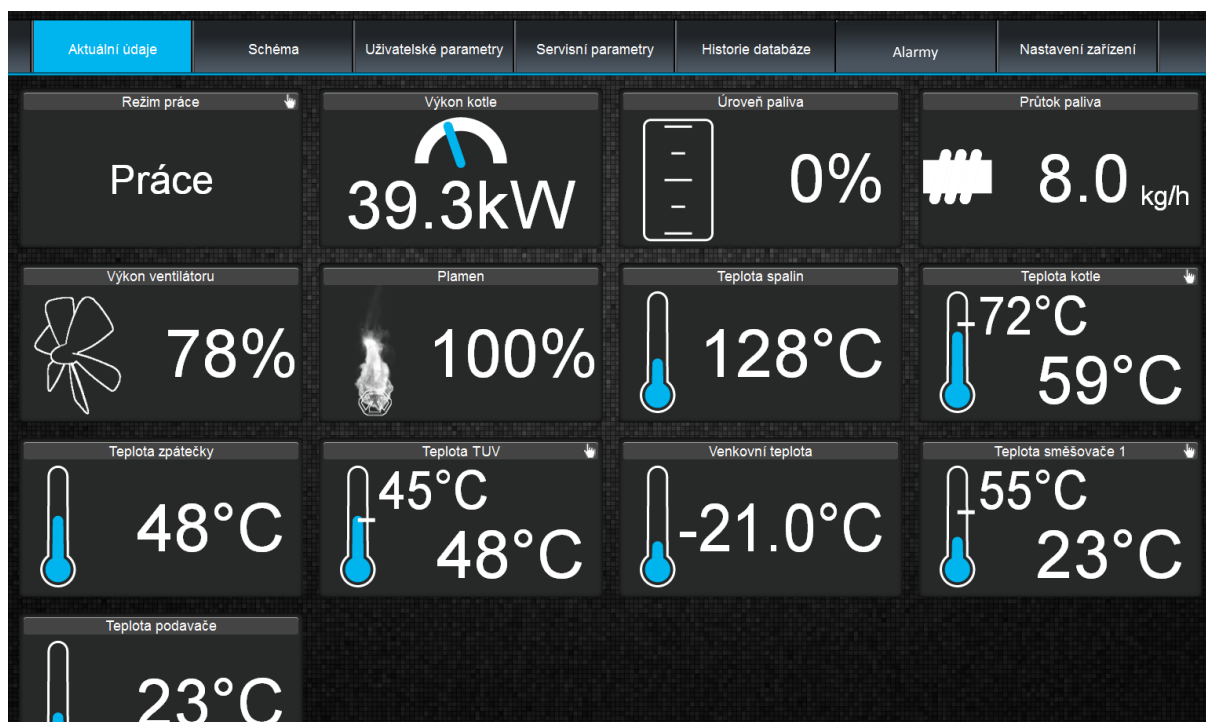 Aktuální údaje
Schéma
Uživatelské parametry
Servisní parametry
Historie databáze
Alarmy
Nastavení zařízení
Režim práce
Práce
Výkon kotle
39.3kW
Úroveň paliva
0%
Průtok paliva
8.0 kg/h
Výkon ventilátoru
78%
Plamen
100%
Teplota spalin
128°C
Teplota kotle
72°C
59°C
Teplota zpátečky
48°C
Teplota TUV
45°C
48°C
Venkovní teplota
-21.0°C
Teplota směšovače 1
55°C
23°C
Teplota podavače
23°C